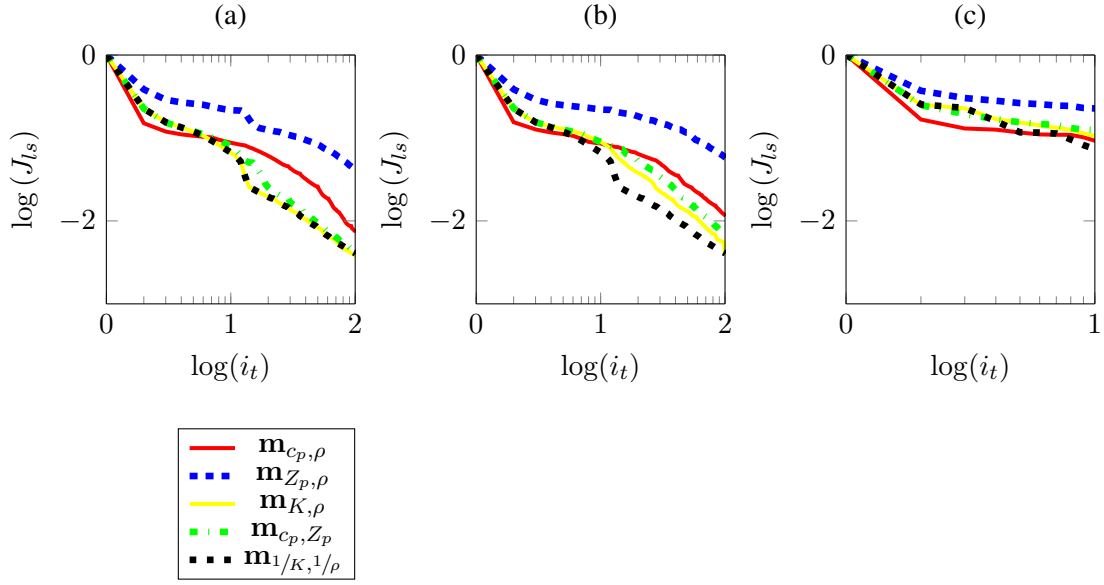 (a) (b) (c)
0 0 0
−2 −2 −2
log (J_ls) log (J_ls) log (J_ls)
0 1 2 0 1 2 0 1
log(i_t) log(i_t) log(i_t)
m_{c_p,ρ}
m_{Z_p,ρ}
m_{K,ρ}
m_{c_p,Z_p}
m_{1/K,1/ρ}